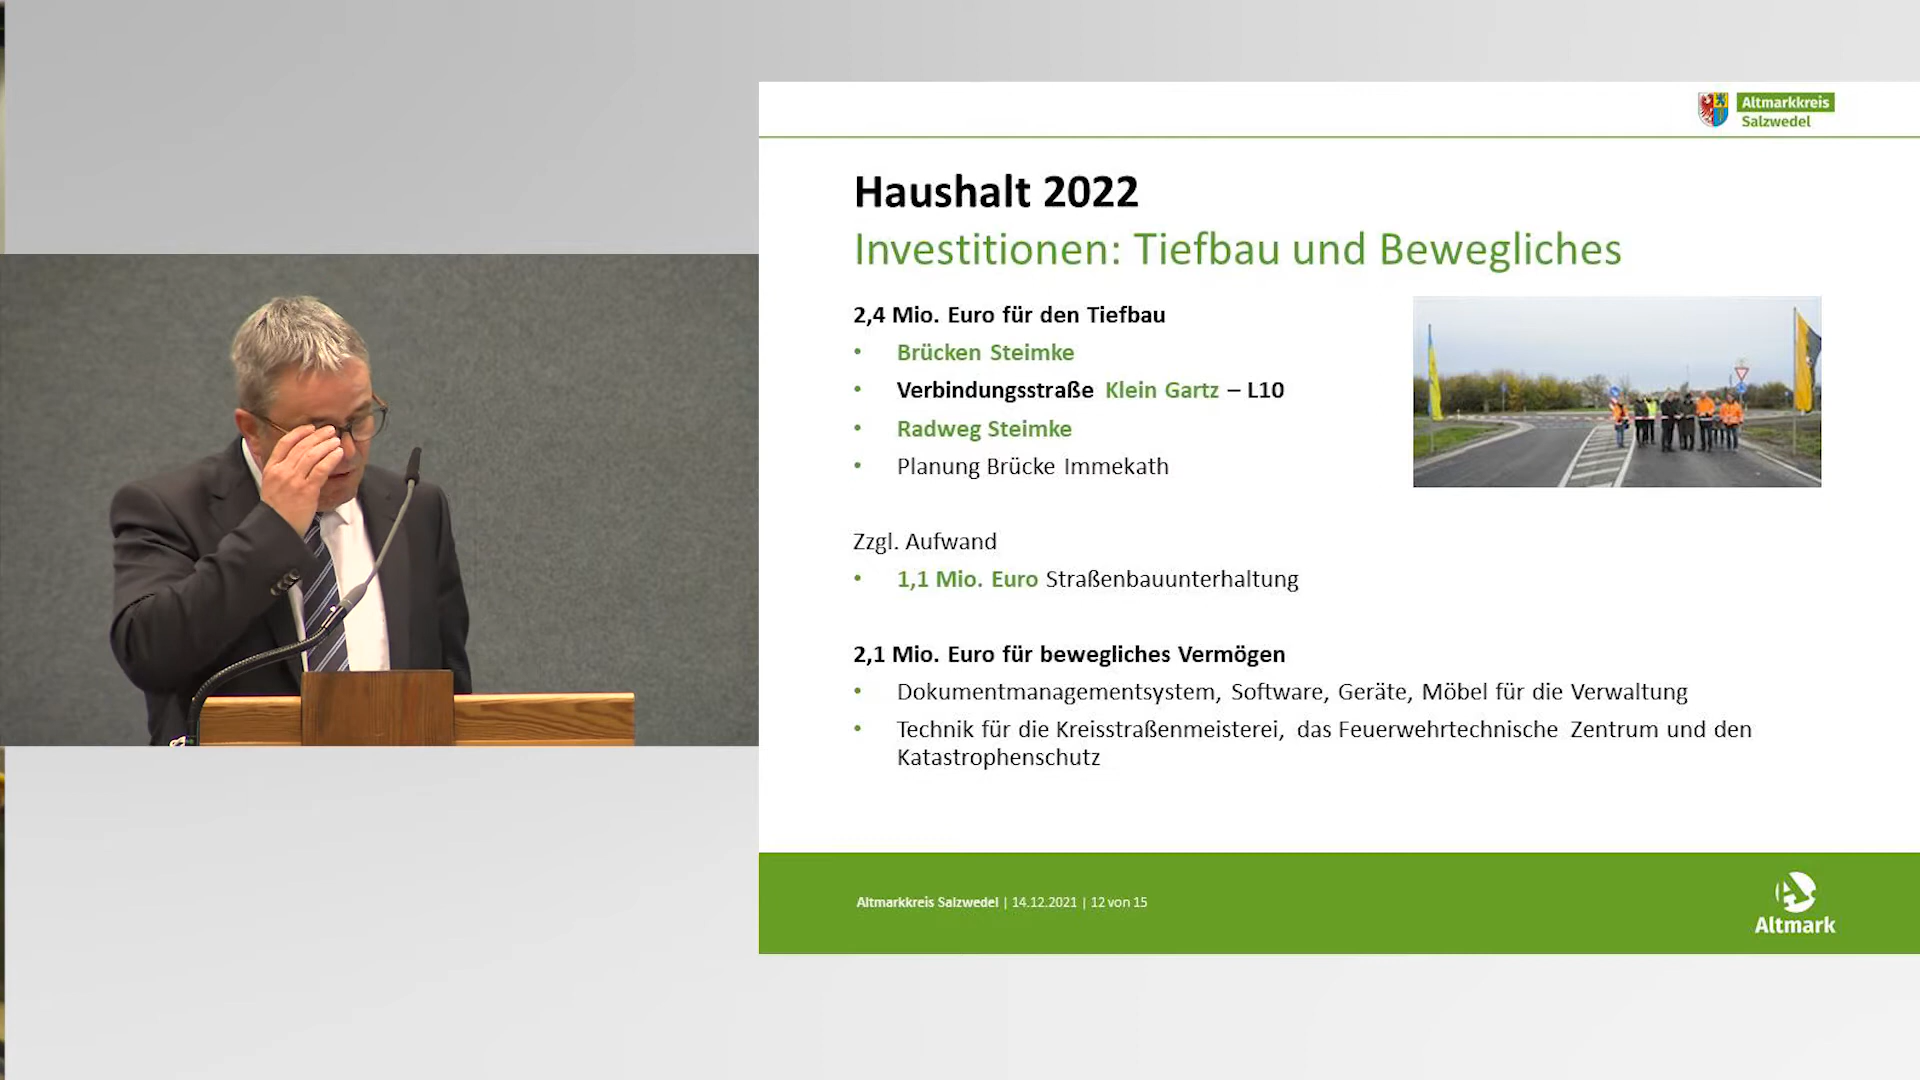 Altmarkkreis
Salzwedel
Haushalt 2022
Investitionen: Tiefbau und Bewegliches
2,4 Mio. Euro für den Tiefbau
• Brücken Steimke
• Verbindungsstraße Klein Gartz – L10
• Radweg Steimke
• Planung Brücke Immekath
Zzgl. Aufwand
• 1,1 Mio. Euro Straßenbauunterhaltung
2,1 Mio. Euro für bewegliches Vermögen
• Dokumentmanagementsystem, Software, Geräte, Möbel für die Verwaltung
• Technik für die Kreisstraßenmeisterei, das Feuerwehrtechnische Zentrum und den
Katastrophenschutz
Altmarkkreis Salzwedel | 14.12.2021 | 12 von 15
Altmark